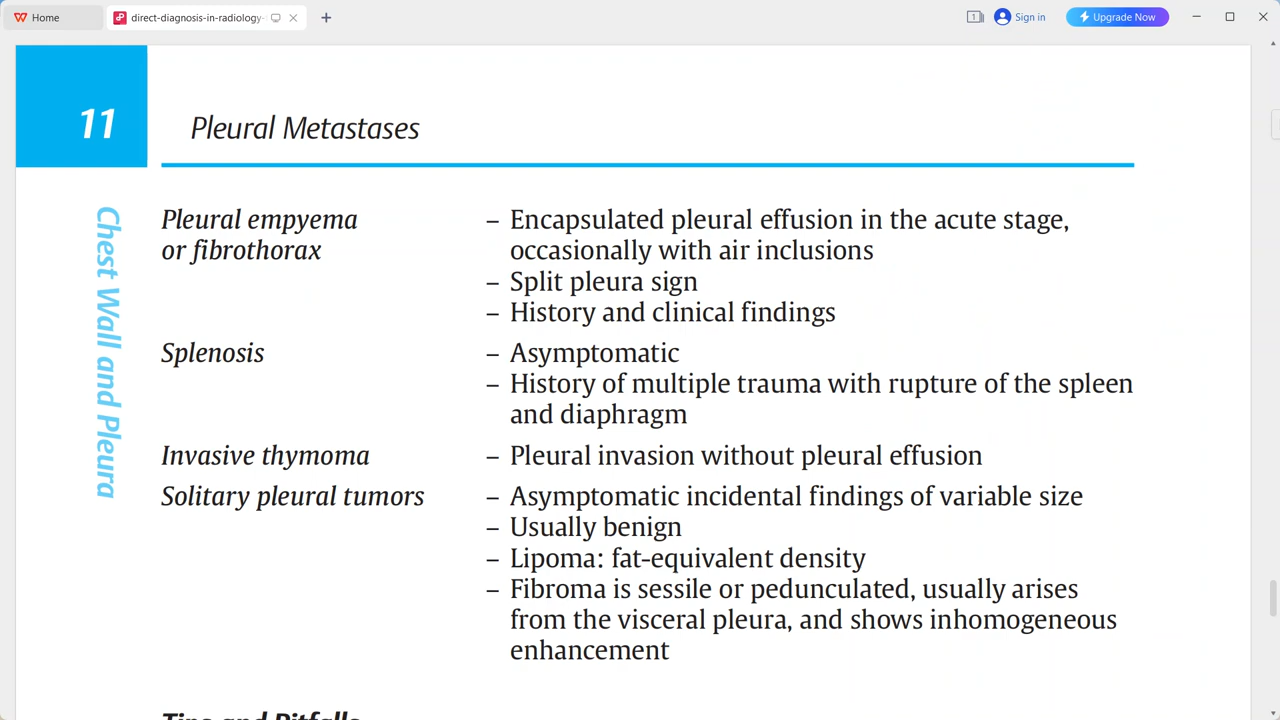 Home
direct-diagnosis-in-radiology-
1
Sign in
Upgrade Now
11
Pleural Metastases
Chest Wall and Pleura
Pleural empyema or fibrothorax
– Encapsulated pleural effusion in the acute stage,
occasionally with air inclusions
– Split pleura sign
– History and clinical findings
Splenosis
– Asymptomatic
– History of multiple trauma with rupture of the spleen
and diaphragm
Invasive thymoma
– Pleural invasion without pleural effusion
Solitary pleural tumors
– Asymptomatic incidental findings of variable size
– Usually benign
– Lipoma: fat-equivalent density
– Fibroma is sessile or pedunculated, usually arises
from the visceral pleura, and shows inhomogeneous
enhancement
Tips and Pitfalls